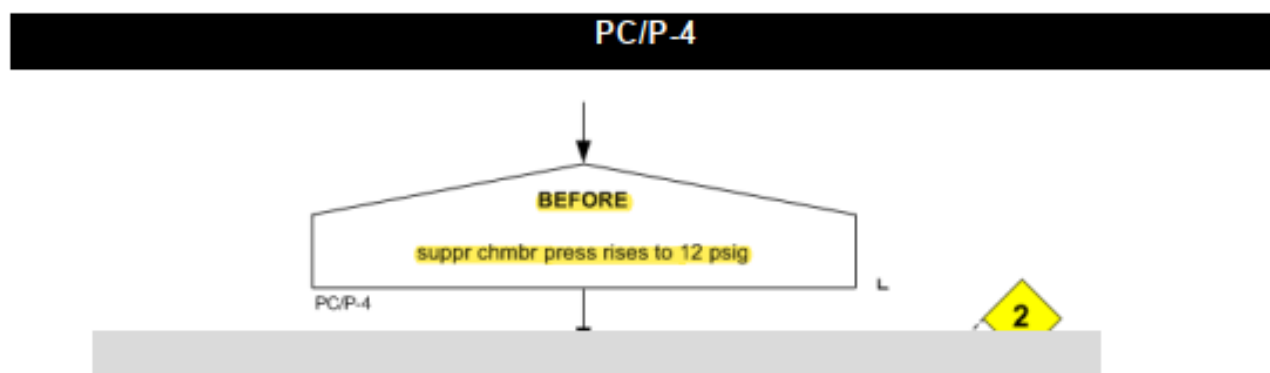 PC/P-4
BEFORE
suppr chmbr press rises to 12 psig
L
PC/P-4
2